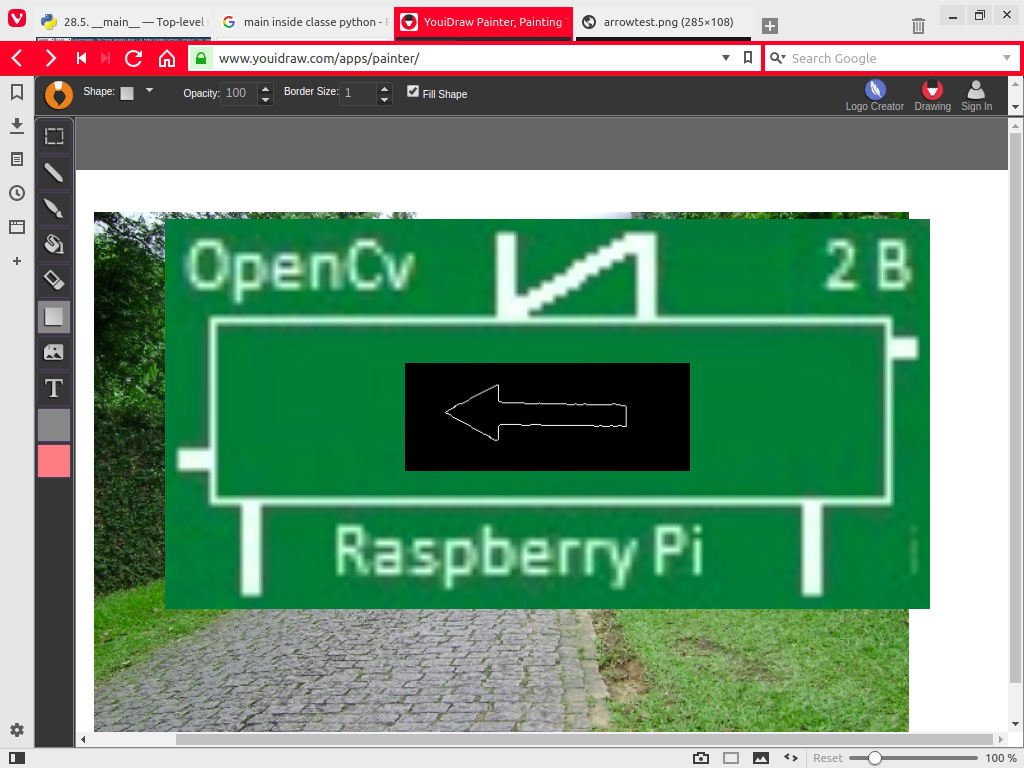 28.5. __main__ — Top-level
main inside classe python -
YouiDraw Painter, Painting
arrowtest.png (285×108)
www.youidraw.com/apps/painter/
Search Google
Shape:
Opacity: 100
Border Size: 1
Fill Shape
Logo Creator
Drawing
Sign In
T
OpenCv
2 B
Raspberry Pi
Reset
100 %